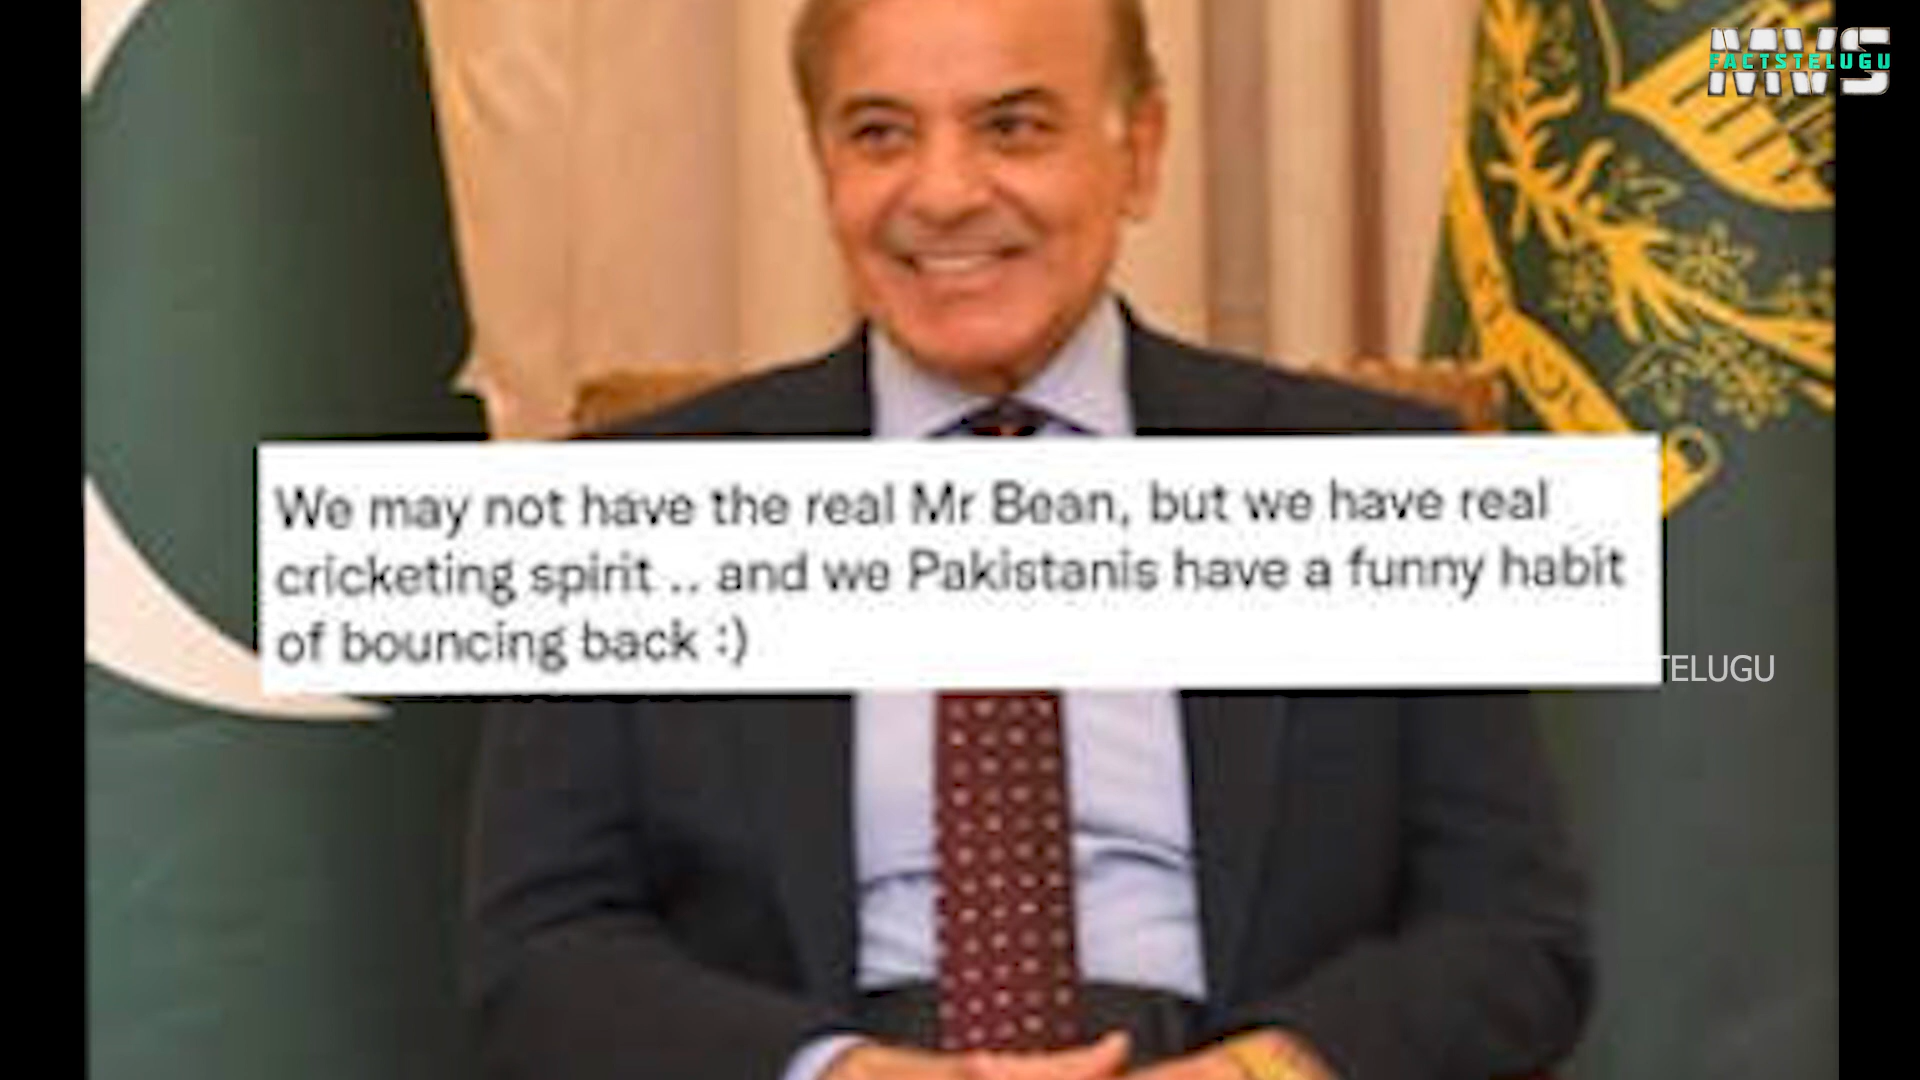 MVS
FACTSTELUGU
We may not have the real Mr Bean, but we have real
cricketing spirit .. and we Pakistanis have a funny habit
of bouncing back :)
TELUGU